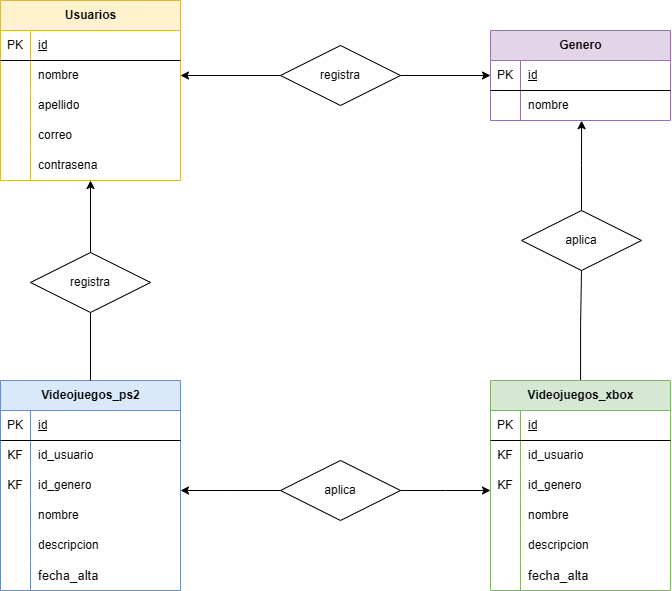 Usuarios
PK id
nombre
apellido
correo
contrasena
registra
Genero
PK id
nombre
registra
aplica
Videojuegos_ps2
PK id
KF id_usuario
KF id_genero
nombre
descripcion
fecha_alta
aplica
Videojuegos_xbox
PK id
KF id_usuario
KF id_genero
nombre
descripcion
fecha_alta